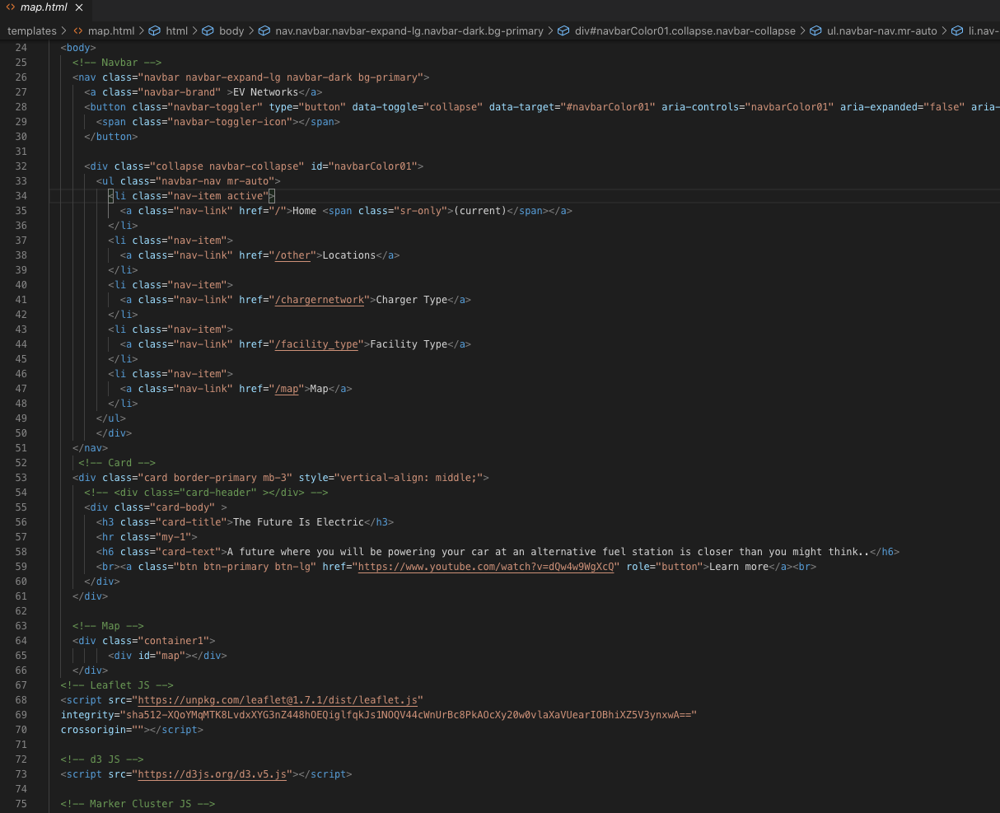 <> map.html ×
templates > <> map.html > html > body > nav.navbar.navbar-expand-lg.navbar-dark.bg-primary > div#navbarColor01.collapse.navbar-collapse > ul.navbar-nav.mr-auto > li.nav-
24 <body>
25 <!-- Navbar -->
26 <nav class="navbar navbar-expand-lg navbar-dark bg-primary">
27 <a class="navbar-brand" >EV Networks</a>
28 <button class="navbar-toggler" type="button" data-toggle="collapse" data-target="#navbarColor01" aria-controls="navbarColor01" aria-expanded="false" aria-
29 <span class="navbar-toggler-icon"></span>
30 </button>
31
32 <div class="collapse navbar-collapse" id="navbarColor01">
33 <ul class="navbar-nav mr-auto">
34 <li class="nav-item active">
35 <a class="nav-link" href="/">Home <span class="sr-only">(current)</span></a>
36 </li>
37 <li class="nav-item">
38 <a class="nav-link" href="/other">Locations</a>
39 </li>
40 <li class="nav-item">
41 <a class="nav-link" href="/chargernetwork">Charger Type</a>
42 </li>
43 <li class="nav-item">
44 <a class="nav-link" href="/facility_type">Facility Type</a>
45 </li>
46 <li class="nav-item">
47 <a class="nav-link" href="/map">Map</a>
48 </li>
49 </ul>
50 </div>
51 </nav>
52 <!-- Card -->
53 <div class="card border-primary mb-3" style="vertical-align: middle;">
54 <!-- <div class="card-header" ></div> -->
55 <div class="card-body" >
56 <h3 class="card-title">The Future Is Electric</h3>
57 <hr class="my-1">
58 <h6 class="card-text">A future where you will be powering your car at an alternative fuel station is closer than you might think..</h6>
59 <br><a class="btn btn-primary btn-lg" href="https://www.youtube.com/watch?v=dQw4w9WgXcQ" role="button">Learn more</a><br>
60 </div>
61 </div>
62
63 <!-- Map -->
64 <div class="container1">
65 <div id="map"></div>
66 </div>
67 <!-- Leaflet JS -->
68 <script src="https://unpkg.com/leaflet@1.7.1/dist/leaflet.js"
69 integrity="sha512-XQoYMqMTK8LvdxXYG3nZ448hOEQiglfqkJs1NOQV44cWnUrBc8PkAOcXy20w0vlaXaVUearIOBhiXZ5V3ynxwA=="
70 crossorigin=""></script>
71
72 <!-- d3 JS -->
73 <script src="https://d3js.org/d3.v5.js"></script>
74
75 <!-- Marker Cluster JS -->